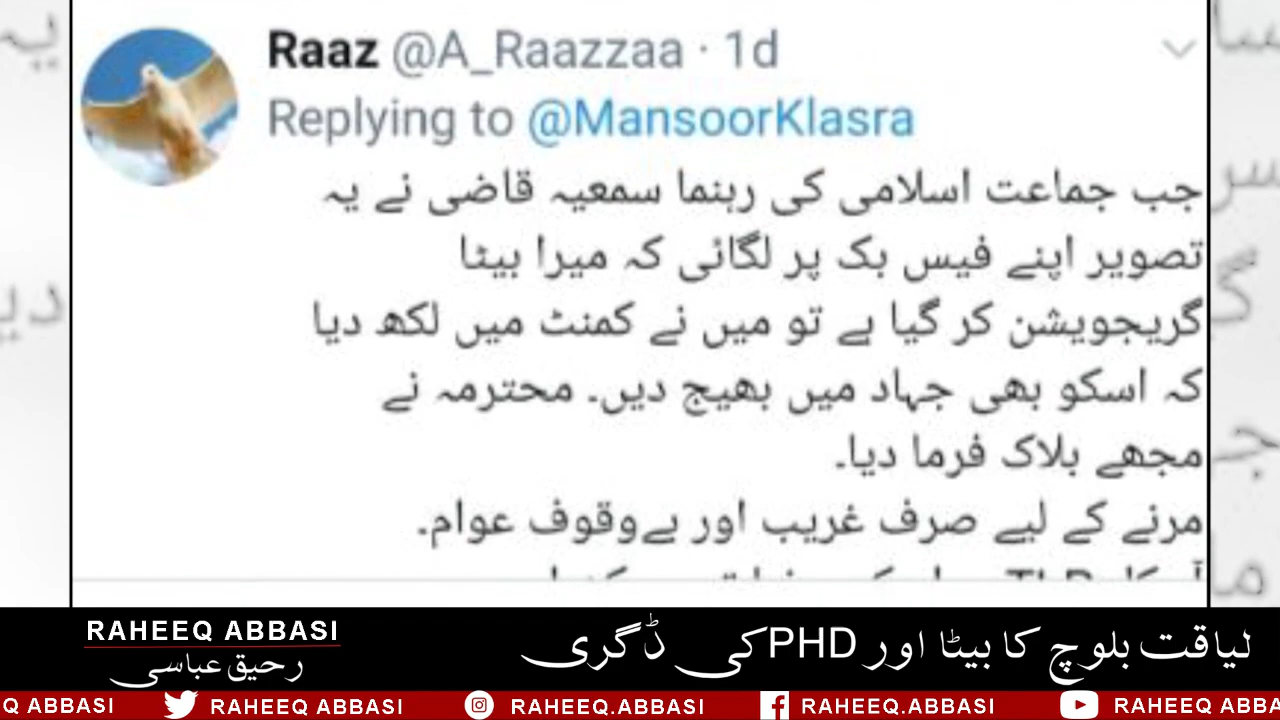 Raaz @A_Raazzaa · 1d
Replying to @MansoorKlasra
جب جماعت اسلامی کی رہنما سمعیہ قاضی نے یہ
تصویر اپنے فیس بک پر لگائی کہ میرا بیٹا
گریجویشن کر گیا ہے تو میں نے کمنٹ میں لکھ دیا
کہ اسکو بھی جہاد میں بھیج دیں۔ محترمہ نے
مجھے بلاک فرما دیا۔
مرنے کے لیے صرف غریب اور بےوقوف عوام۔
RAHEEQ ABBASI
رحیق عباسی
لیاقت بلوچ کا بیٹا اور PHD کی ڈگری
Q ABBASI RAHEEQ ABBASI RAHEEQ.ABBASI RAHEEQ.ABBASI RAHEEQ ABBA